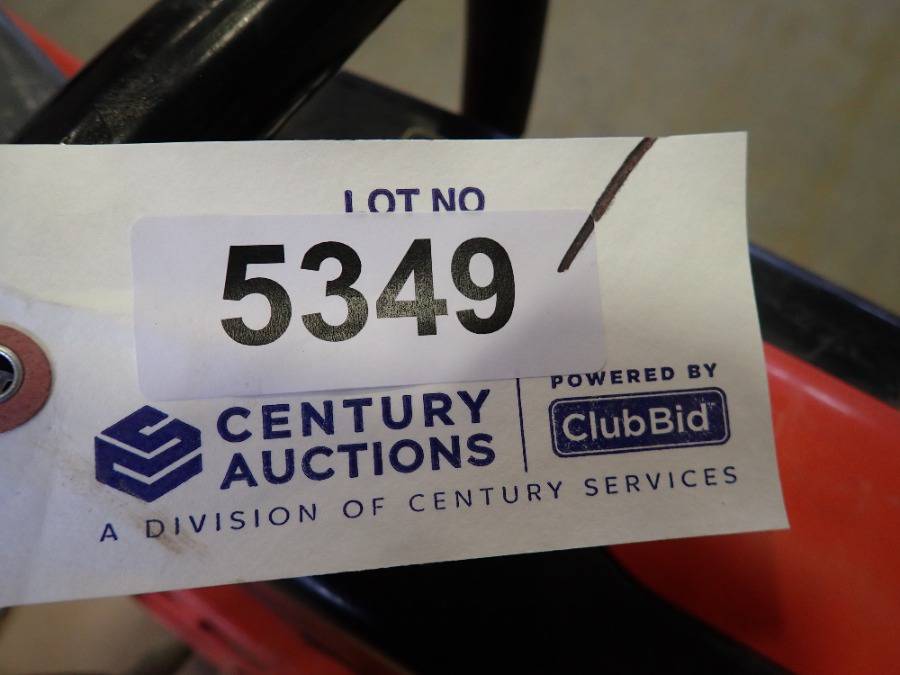 LOT NO
5349
CENTURY
AUCTIONS
POWERED BY
ClubBid
A DIVISION OF CENTURY SERVICES